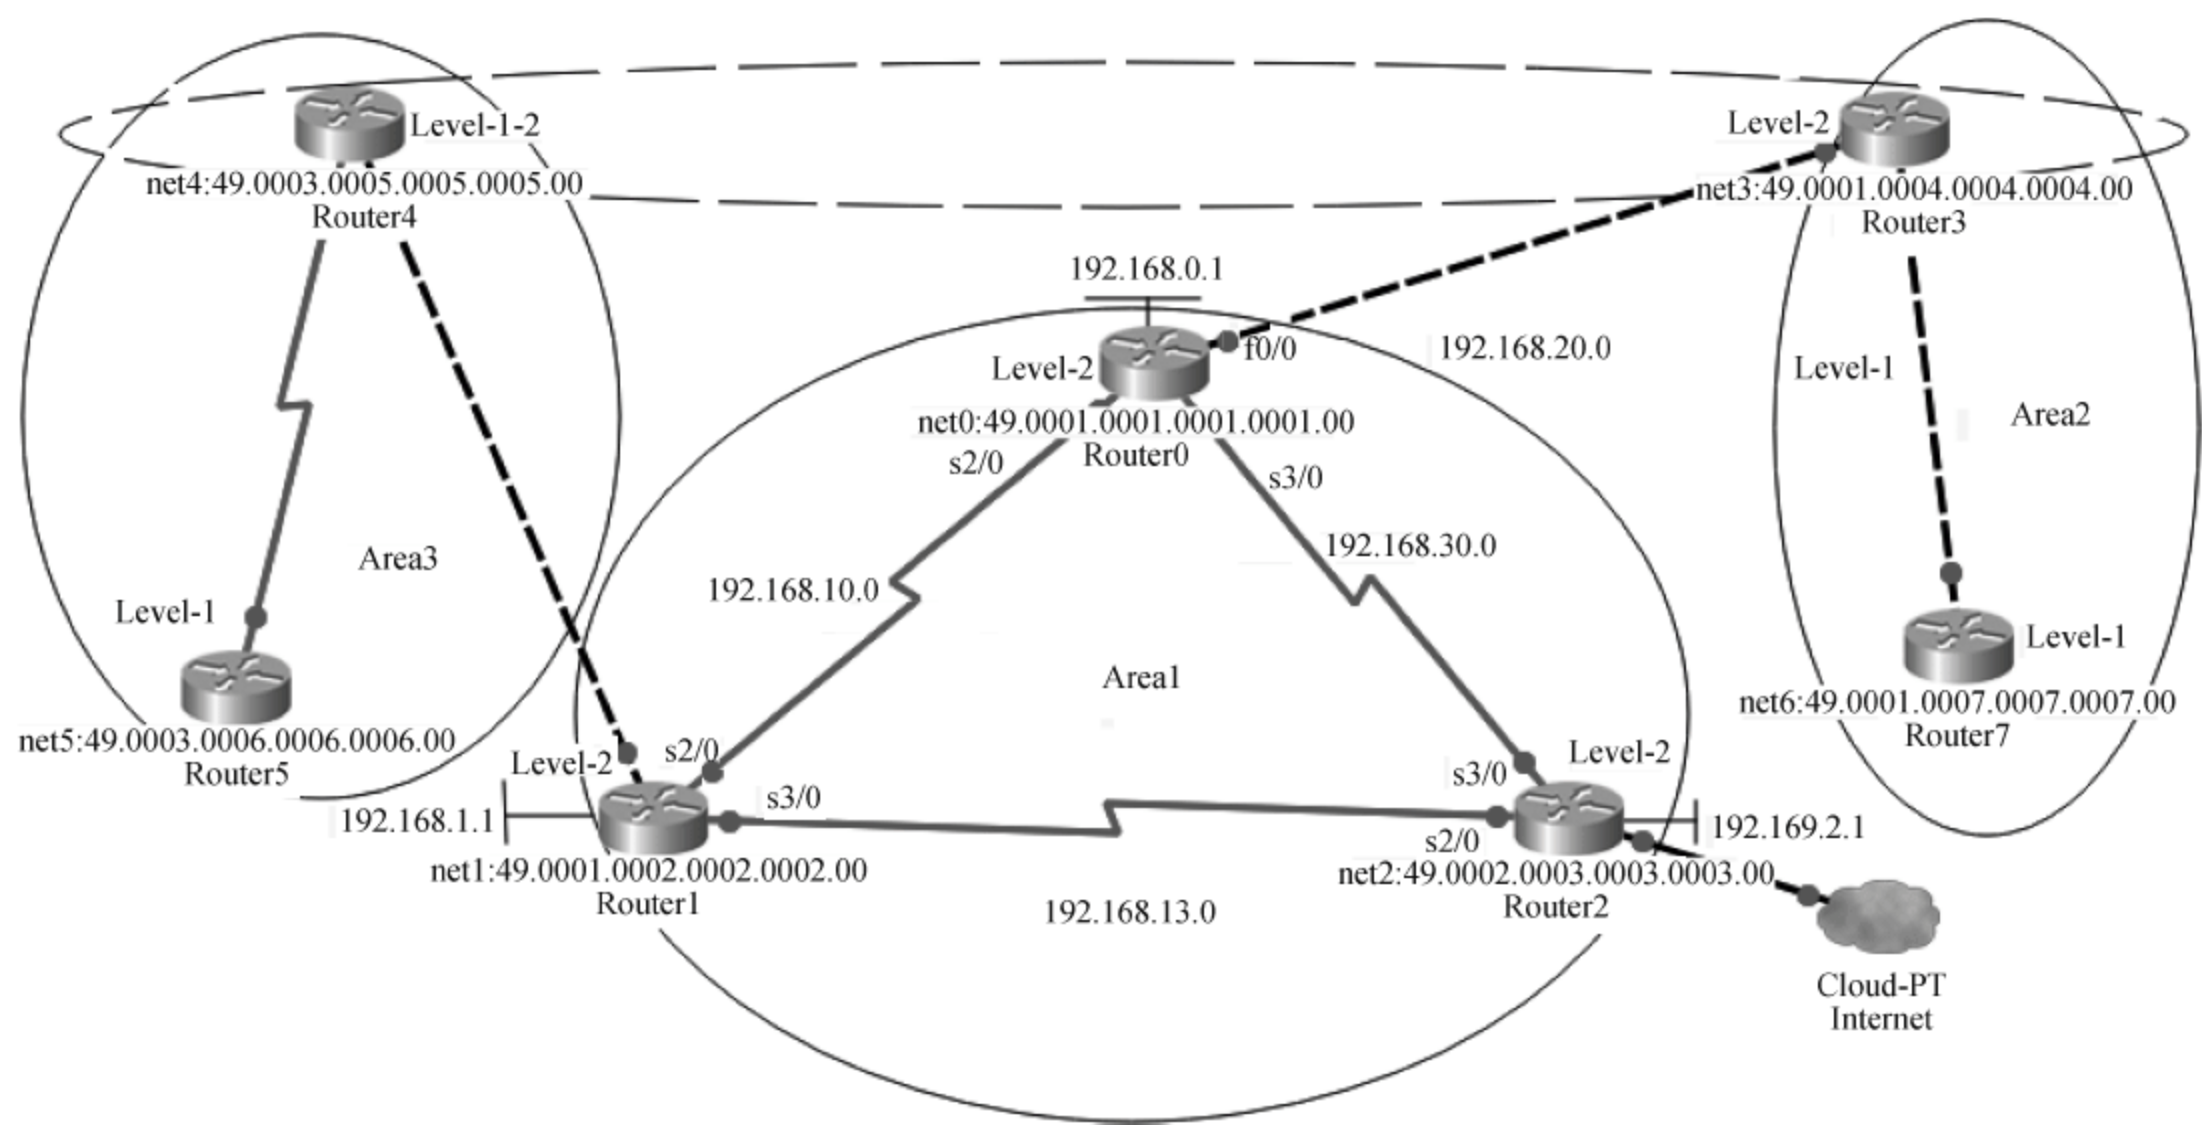 Level-1-2
net4:49.0003.0005.0005.0005.00
Router4
Level-2
net3:49.0001.0004.0004.0004.00
Router3
192.168.0.1
f0/0
192.168.20.0
Level-2
net0:49.0001.0001.0001.0001.00
Router0
s2/0
s3/0
Level-1
Area2
192.168.30.0
192.168.10.0
Area3
Level-1
net5:49.0003.0006.0006.0006.00
Router5
Area1
Level-1
net6:49.0001.0007.0007.0007.00
Router7
Level-2
s2/0
s3/0
192.168.1.1
net1:49.0001.0002.0002.0002.00
Router1
Level-2
s3/0
s2/0
192.169.2.1
net2:49.0002.0003.0003.0003.00
Router2
192.168.13.0
Cloud-PT
Internet